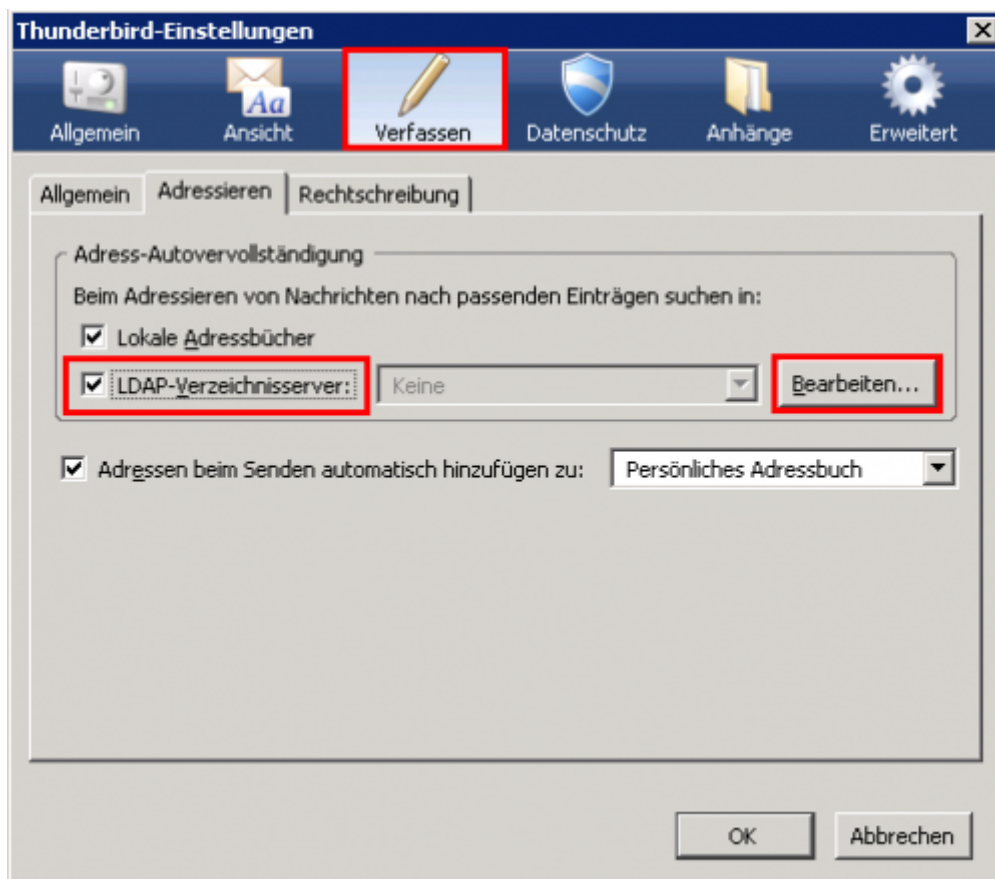 Thunderbird-Einstellungen
Allgemein Ansicht Verfassen Datenschutz Anhänge Erweitert
Allgemein Adressieren Rechtschreibung
Adress-Autovervollständigung
Beim Adressieren von Nachrichten nach passenden Einträgen suchen in:
Lokale Adressbücher
LDAP-Verzeichnisserver: Keine Bearbeiten...
Adressen beim Senden automatisch hinzufügen zu: Persönliches Adressbuch
OK Abbrechen